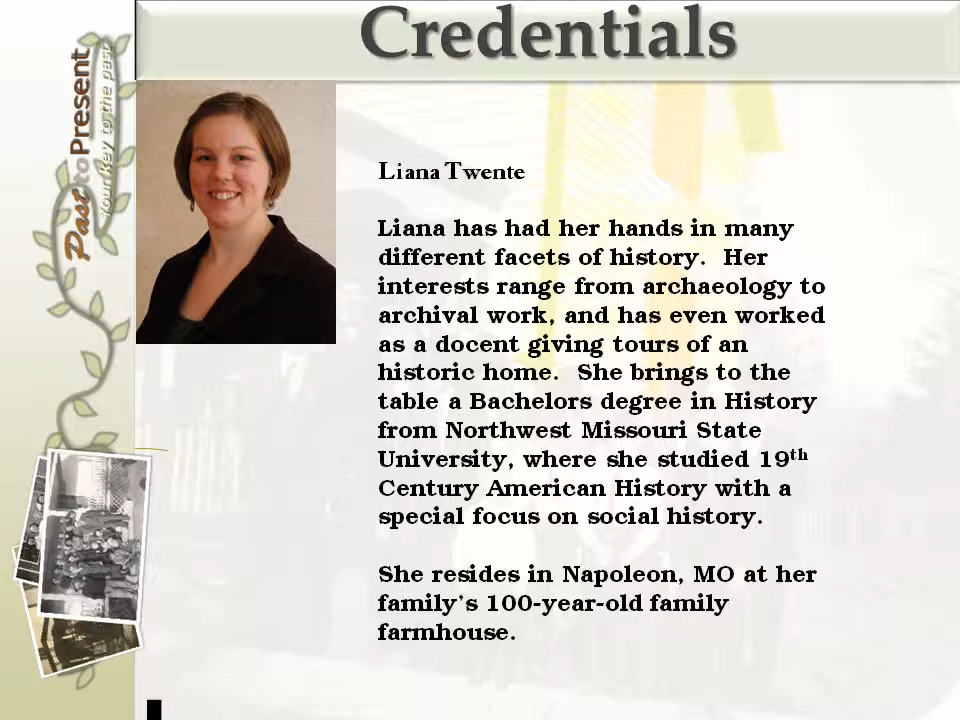 Credentials
Past to Present
Your key to the past
Liana Twente
Liana has had her hands in many
different facets of history.  Her
interests range from archaeology to
archival work, and has even worked
as a docent giving tours of an
historic home.  She brings to the
table a Bachelors degree in History
from Northwest Missouri State
University, where she studied 19th
Century American History with a
special focus on social history.
She resides in Napoleon, MO at her
family's 100-year-old family
farmhouse.